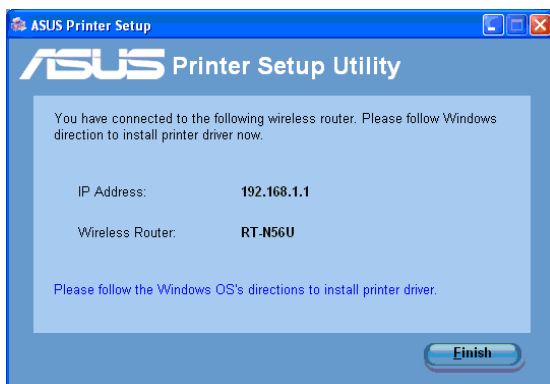 ASUS Printer Setup
ASUS Printer Setup Utility
You have connected to the following wireless router. Please follow Windows
direction to install printer driver now.
IP Address: 192.168.1.1
Wireless Router: RT-N56U
Please follow the Windows OS's directions to install printer driver.
Finish